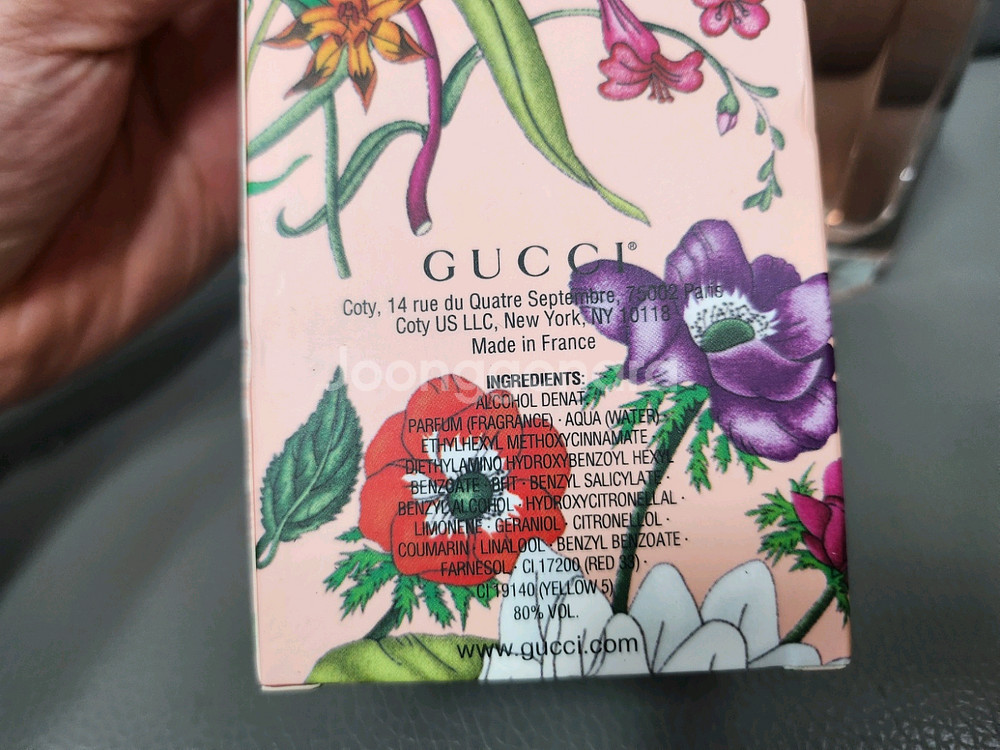 GUCCI®
Coty, 14 rue du Quatre Septembre, 75002 Paris
Coty US LLC, New York, NY 10118
Made in France
Joonggonara
INGREDIENTS:
ALCOHOL DENAT.
PARFUM (FRAGRANCE) · AQUA (WATER) ·
ETHYLHEXYL METHOXYCINNAMATE
DIETHYLAMINO HYDROXYBENZOYL HEXYL
BENZOATE · BHT · BENZYL SALICYLATE ·
BENZYL ALCOHOL · HYDROXYCITRONELLAL ·
LIMONENE · GERANIOL · CITRONELLOL ·
COUMARIN · LINALOOL · BENZYL BENZOATE ·
FARNESOL · CI 17200 (RED 33) ·
CI 19140 (YELLOW 5)
80% VOL.
www.gucci.com